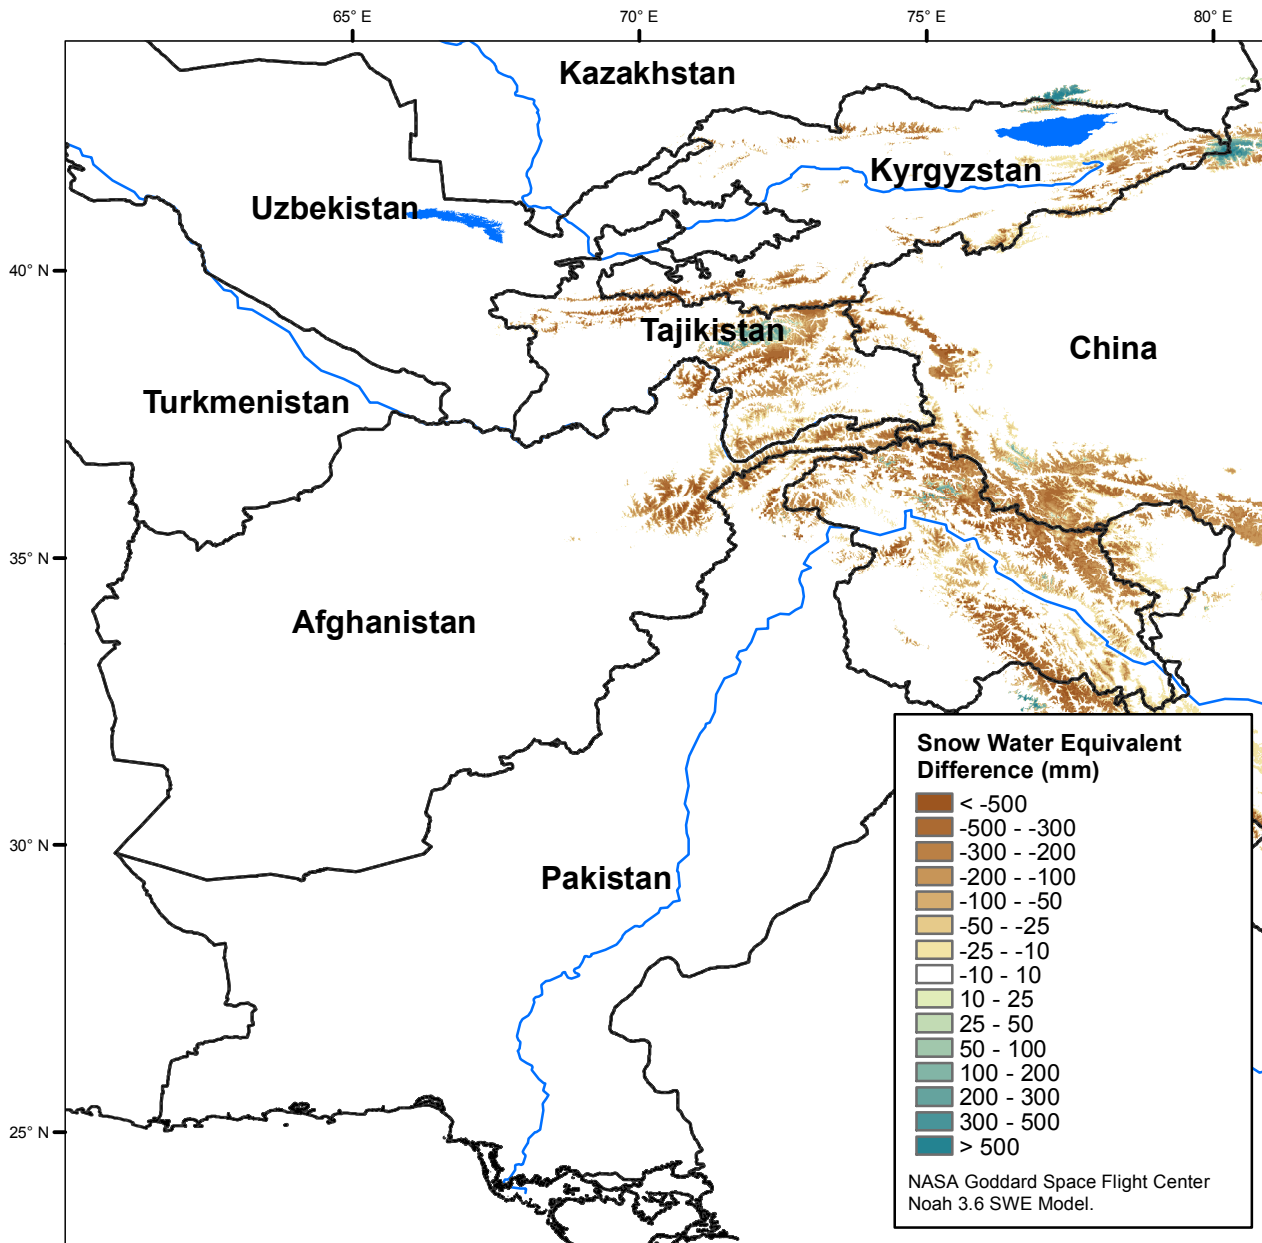 65° E
70° E
75° E
80° E
Kazakhstan
Kyrgyzstan
Uzbekistan
40° N
Tajikistan
China
Turkmenistan
35° N
Afghanistan
30° N
Pakistan
25° N
Snow Water Equivalent
Difference (mm)
< -500
-500 - -300
-300 - -200
-200 - -100
-100 - -50
-50 - -25
-25 - -10
-10 - 10
10 - 25
25 - 50
50 - 100
100 - 200
200 - 300
300 - 500
> 500
NASA Goddard Space Flight Center
Noah 3.6 SWE Model.